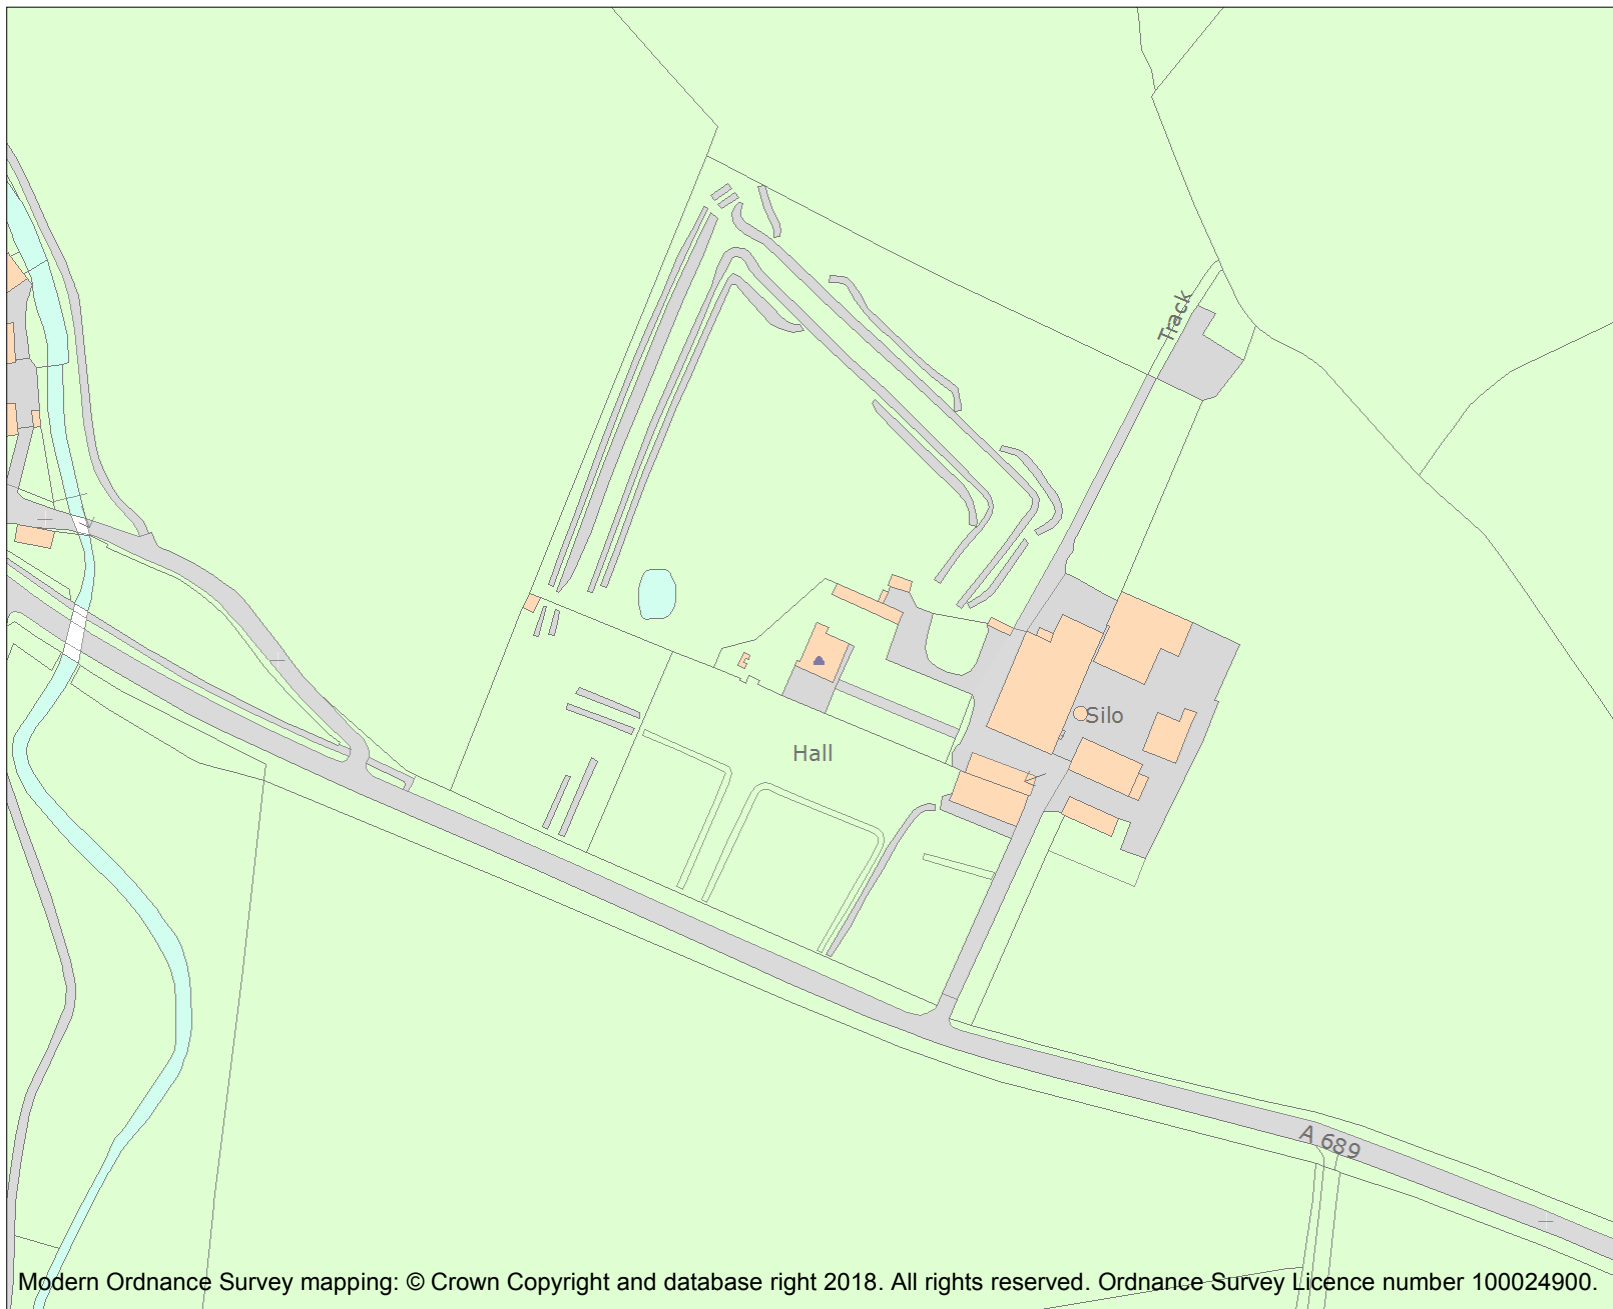 Track
Silo
Hall
A 689
Modern Ordnance Survey mapping: © Crown Copyright and database right 2018. All rights reserved. Ordnance Survey Licence number 100024900.